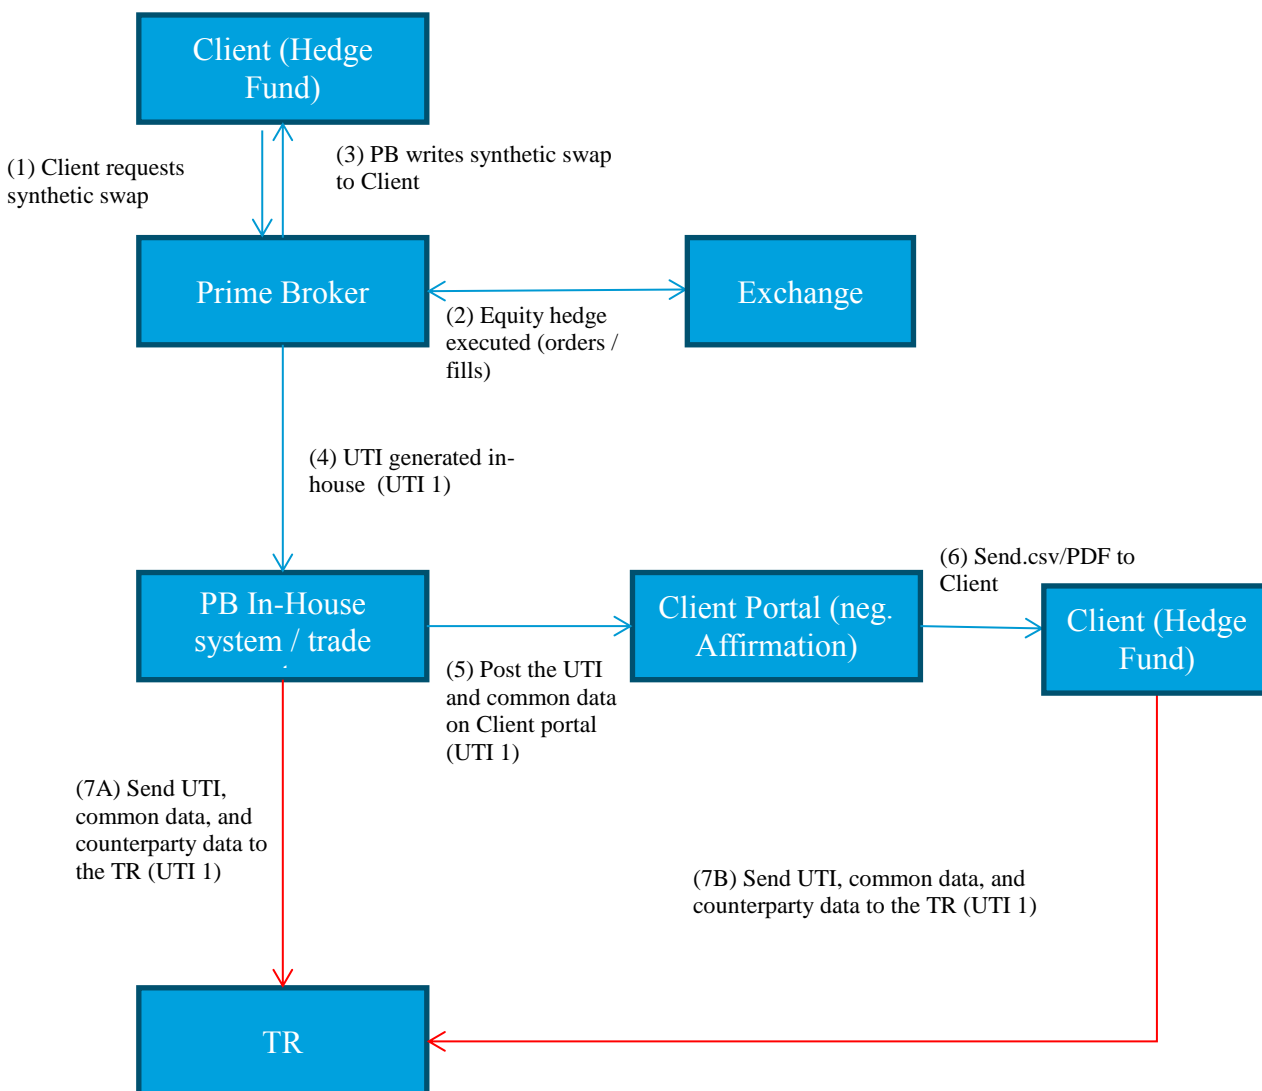 Client (Hedge
Fund)
(1) Client requests
synthetic swap
(3) PB writes synthetic swap
to Client
Prime Broker
Exchange
(2) Equity hedge
executed (orders /
fills)
(4) UTI generated in-
house  (UTI 1)
PB In-House
system / trade
Client Portal (neg.
Affirmation)
(6) Send.csv/PDF to
Client
Client (Hedge
Fund)
(5) Post the UTI
and common data
on Client portal
(UTI 1)
(7A) Send UTI,
common data, and
counterparty data to
the TR (UTI 1)
(7B) Send UTI, common data, and
counterparty data to the TR (UTI 1)
TR